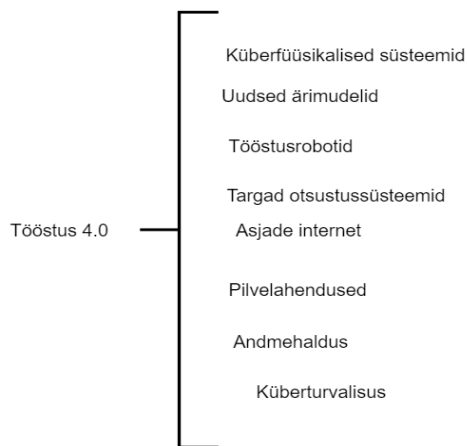 Küberfüüsikalised süsteemid
Uudsed ärimudelid
Tööstusrobotid
Targad otsustussüsteemid
Tööstus 4.0
Asjade internet
Pilvelahendused
Andmehaldus
Küberturvalisus